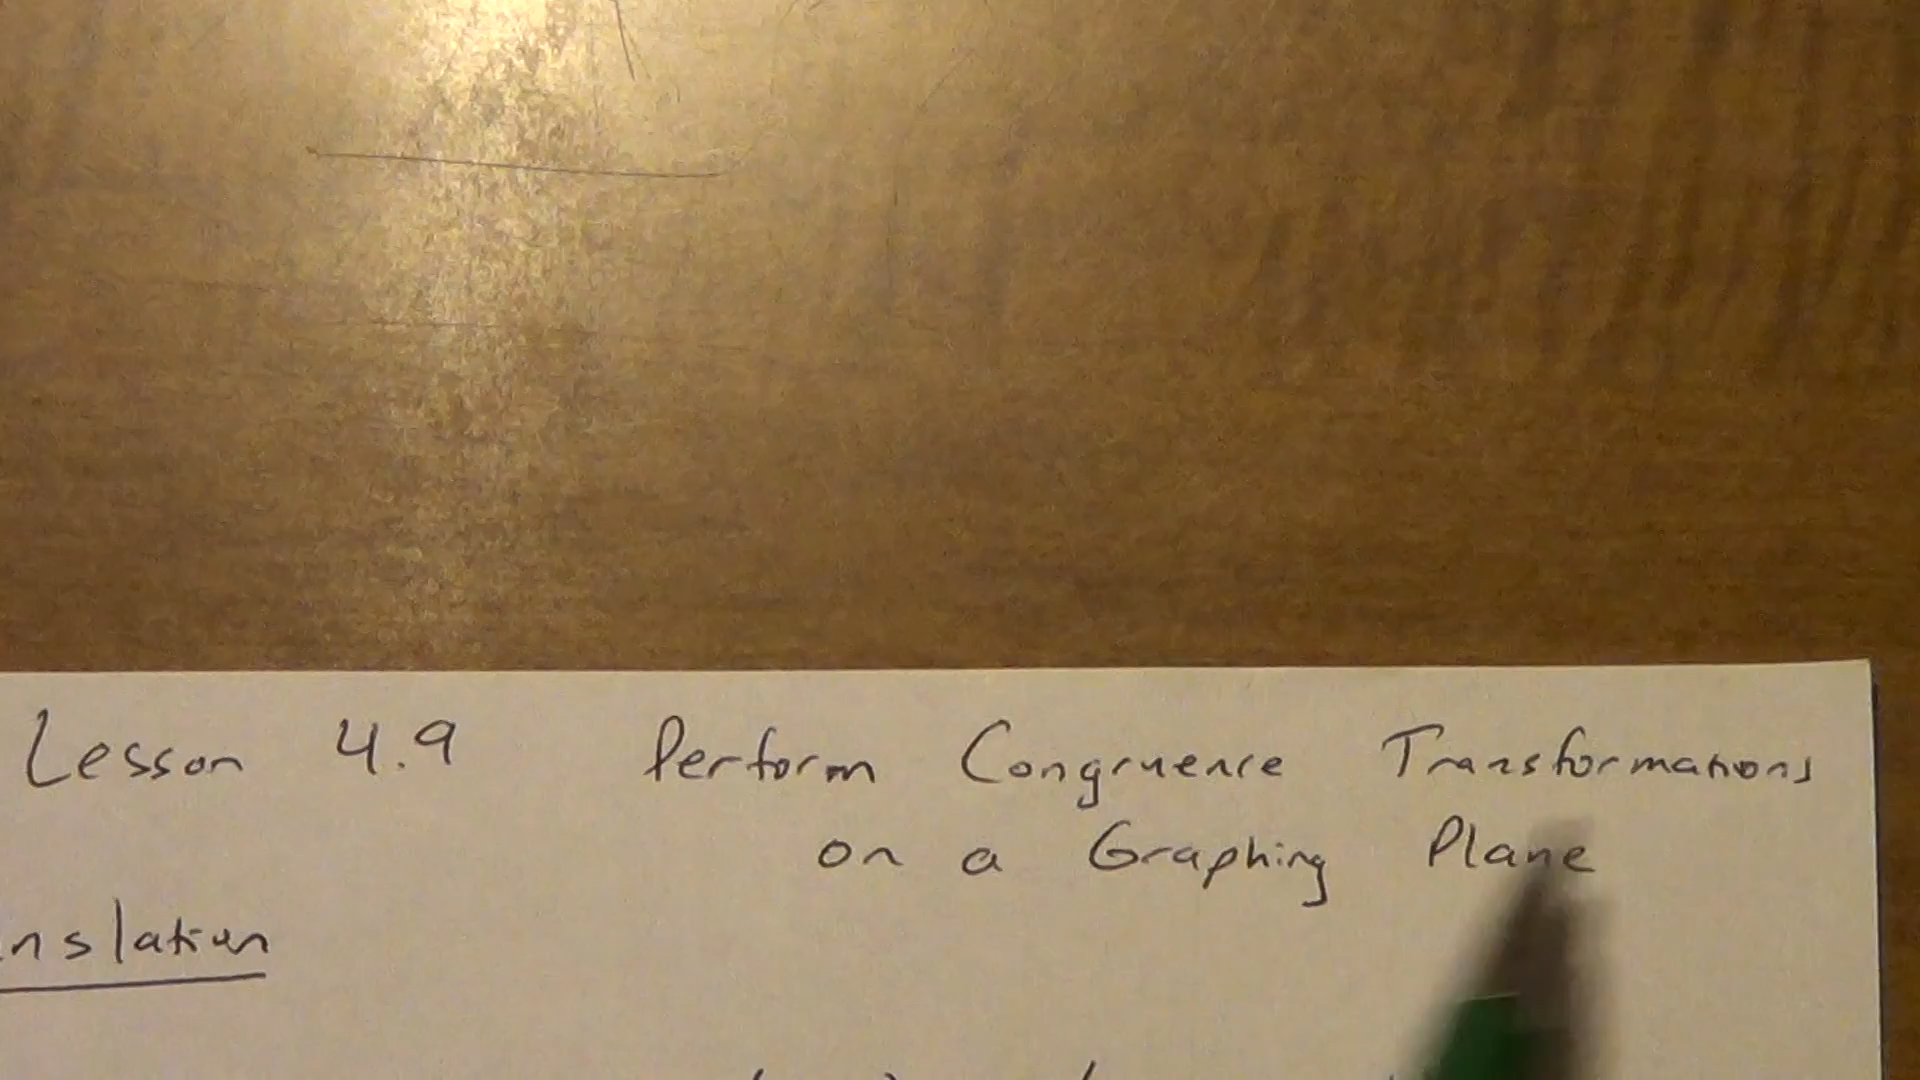 Lesson 4.9 Perform Congruence Transformations
on a Graphing Plane
nslation